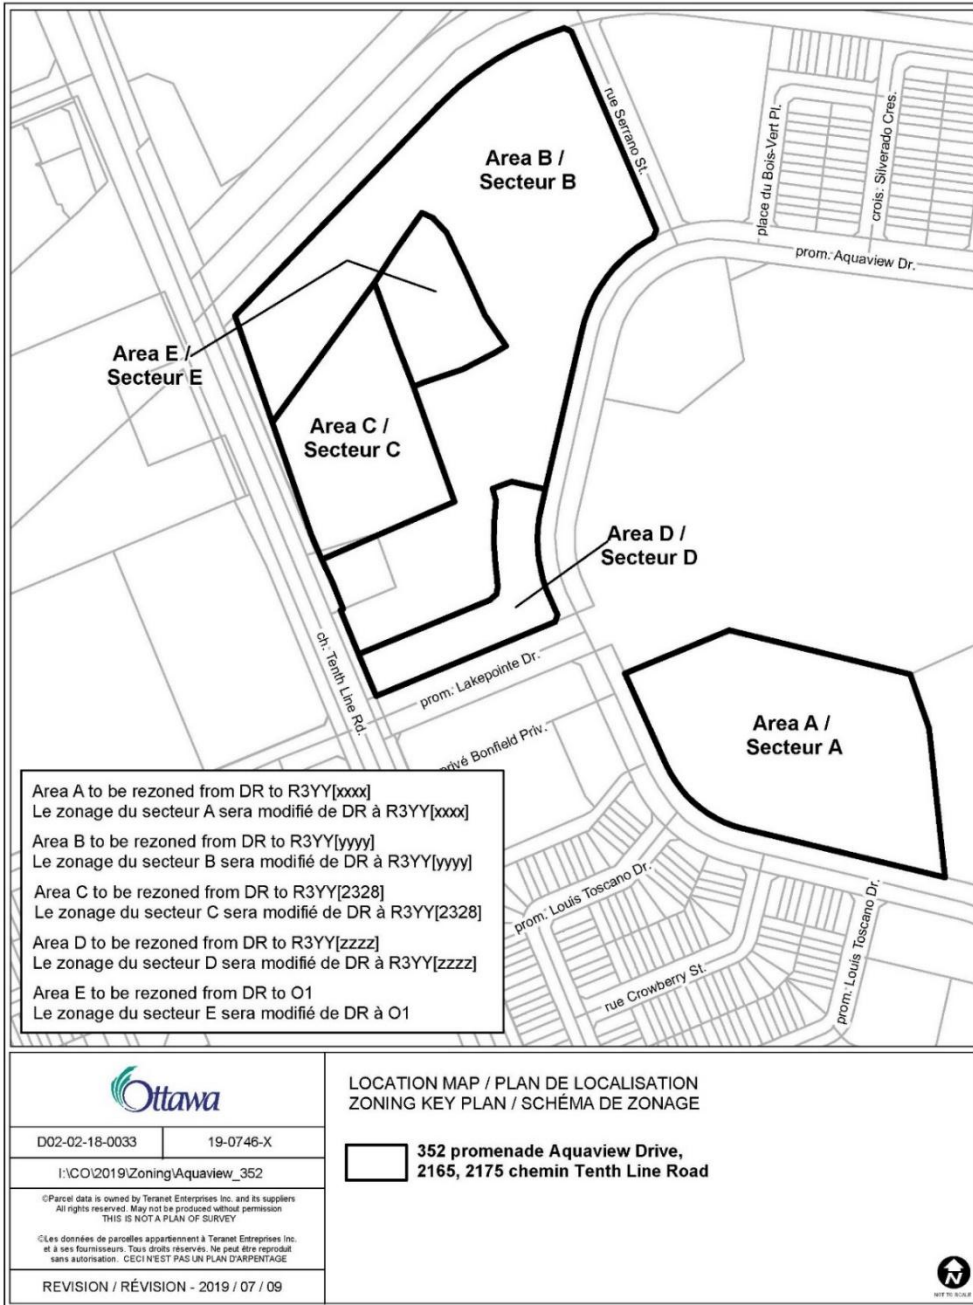 rue Serrano St.
Area B /
Secteur B
place du Bois-Vert Pl.
crois. Silverado Cres.
prom. Aquaview Dr.
Area E /
Secteur E
Area C /
Secteur C
Area D /
Secteur D
ch. Tenth Line Rd.
prom. Lakepointe Dr.
Area A /
Secteur A
privé Bonfield Priv.
prom. Louis Toscano Dr.
rue Crowberry St.
prom. Louis Toscano Dr.
Area A to be rezoned from DR to R3YY[xxxx]
Le zonage du secteur A sera modifié de DR à R3YY[xxxx]
Area B to be rezoned from DR to R3YY[yyyy]
Le zonage du secteur B sera modifié de DR à R3YY[yyyy]
Area C to be rezoned from DR to R3YY[2328]
Le zonage du secteur C sera modifié de DR à R3YY[2328]
Area D to be rezoned from DR to R3YY[zzzz]
Le zonage du secteur D sera modifié de DR à R3YY[zzzz]
Area E to be rezoned from DR to O1
Le zonage du secteur E sera modifié de DR à O1
Ottawa
D02-02-18-0033
19-0746-X
I:\CO\2019\Zoning\Aquaview_352
©Parcel data is owned by Teranet Enterprises Inc. and its suppliers
All rights reserved. May not be produced without permission
THIS IS NOT A PLAN OF SURVEY
©Les données de parcelles appartiennent à Teranet Entreprises Inc.
et à ses fournisseurs. Tous droits réservés. Ne peut être reproduit
sans autorisation. CECI N'EST PAS UN PLAN D'ARPENTAGE
REVISION / RÉVISION - 2019 / 07 / 09
LOCATION MAP / PLAN DE LOCALISATION
ZONING KEY PLAN / SCHÉMA DE ZONAGE
352 promenade Aquaview Drive,
2165, 2175 chemin Tenth Line Road
N
NOT TO SCALE